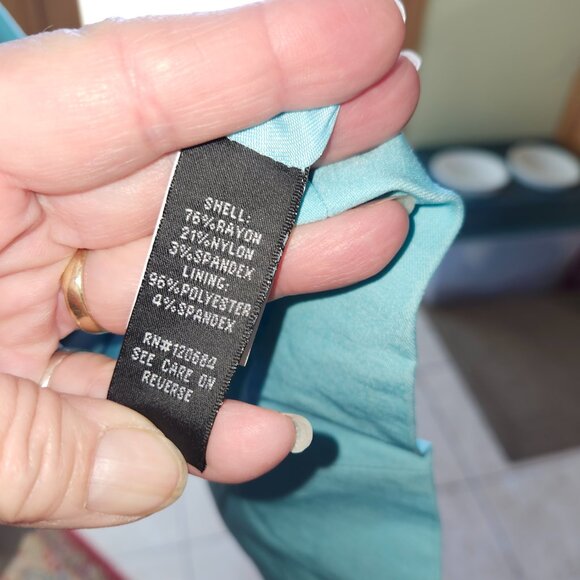 SHELL:
76%RAYON
21%NYLON
3%SPANDEX
LINING:
96%POLYESTER
4%SPANDEX
RN#120684
SEE CARE ON
REVERSE